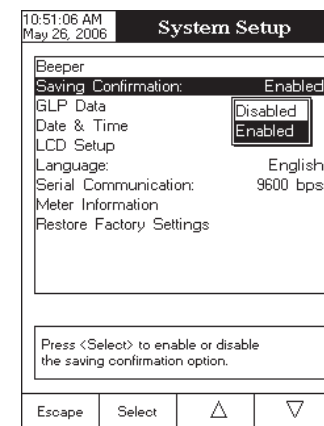 10:51:06 AM
May 26, 2006
System Setup
Beeper
Saving Confirmation: Enabled
GLP Data
Disabled
Date & Time
Enabled
LCD Setup
Language: English
Serial Communication: 9600 bps
Meter Information
Restore Factory Settings
Press <Select> to enable or disable
the saving confirmation option.
Escape Select △ ▽